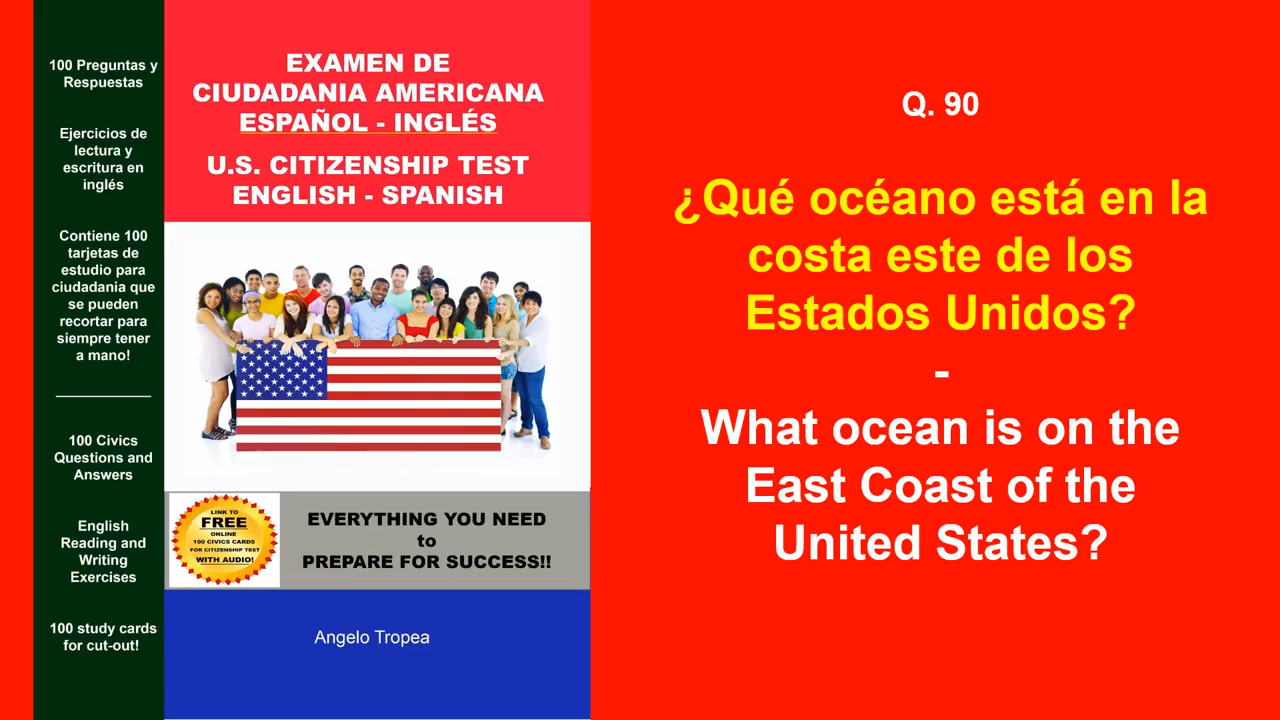 100 Preguntas y
Respuestas
Ejercicios de
lectura y
escritura en
inglés
Contiene 100
tarjetas de
estudio para
ciudadania que
se pueden
recortar para
siempre tener
a mano!
100 Civics
Questions and
Answers
English
Reading and
Writing
Exercises
100 study cards
for cut-out!
EXAMEN DE
CIUDADANIA AMERICANA
ESPAÑOL - INGLÉS
U.S. CITIZENSHIP TEST
ENGLISH - SPANISH
LINK TO
FREE
ONLINE
100 CIVICS CARDS
FOR CITIZENSHIP TEST
WITH AUDIO!
EVERYTHING YOU NEED
to
PREPARE FOR SUCCESS!!
Angelo Tropea
Q. 90
¿Qué océano está en la
costa este de los
Estados Unidos?
-
What ocean is on the
East Coast of the
United States?